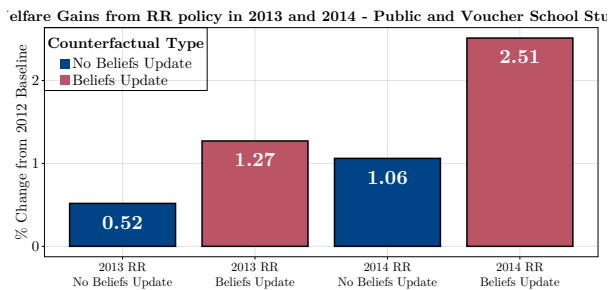 elfare Gains from RR policy in 2013 and 2014 - Public and Voucher School Stu
Counterfactual Type
No Beliefs Update
Beliefs Update
% Change from 2012 Baseline
2
1
0
0.52
1.27
1.06
2.51
2013 RR
No Beliefs Update
2013 RR
Beliefs Update
2014 RR
No Beliefs Update
2014 RR
Beliefs Update